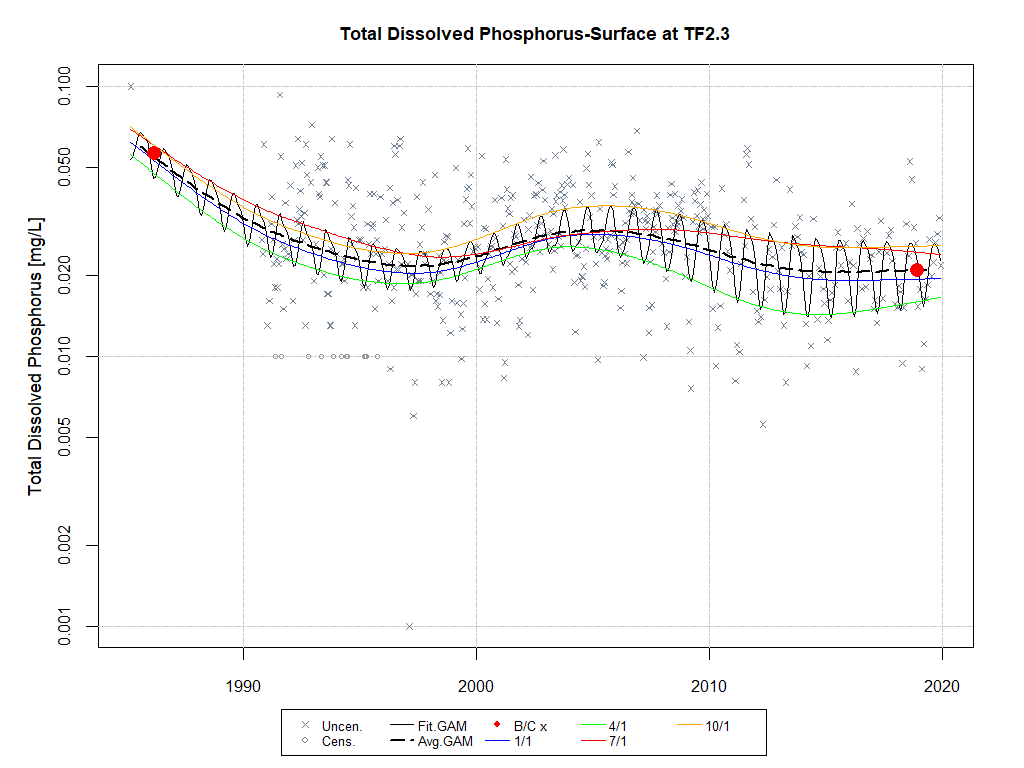 Total Dissolved Phosphorus-Surface at TF2.3
Total Dissolved Phosphorus [mg/L]
0.100
0.050
0.020
0.010
0.005
0.002
0.001
1990 2000 2010 2020
Uncen. Fit.GAM B/C x 4/1 10/1
Cens. Avg.GAM 1/1 7/1